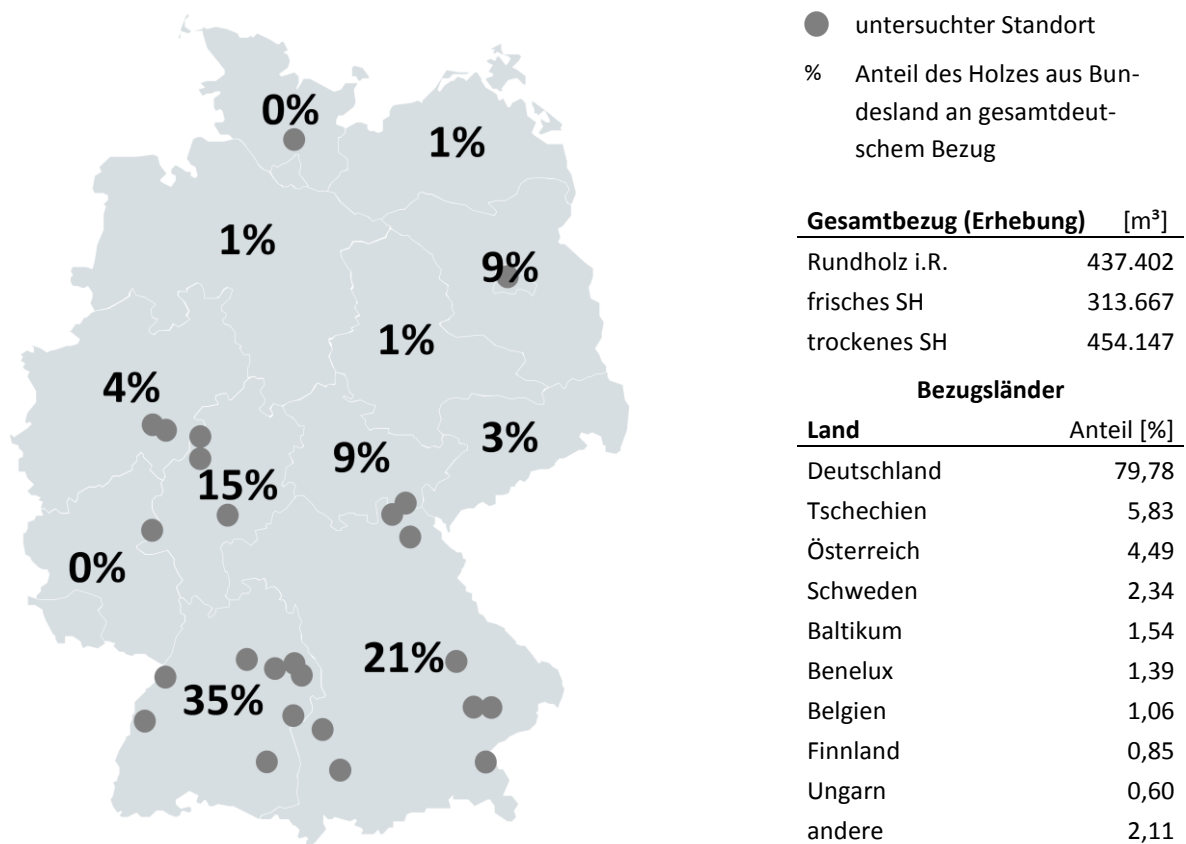 0%
1%
1%
9%
1%
4%
3%
9%
15%
0%
21%
35%
untersuchter Standort
% Anteil des Holzes aus Bun-
desland an gesamtdeut-
schem Bezug
Gesamtbezug (Erhebung) [m³]
Rundholz i.R. 437.402
frisches SH 313.667
trockenes SH 454.147
Bezugsländer
Land Anteil [%]
Deutschland 79,78
Tschechien 5,83
Österreich 4,49
Schweden 2,34
Baltikum 1,54
Benelux 1,39
Belgien 1,06
Finnland 0,85
Ungarn 0,60
andere 2,11